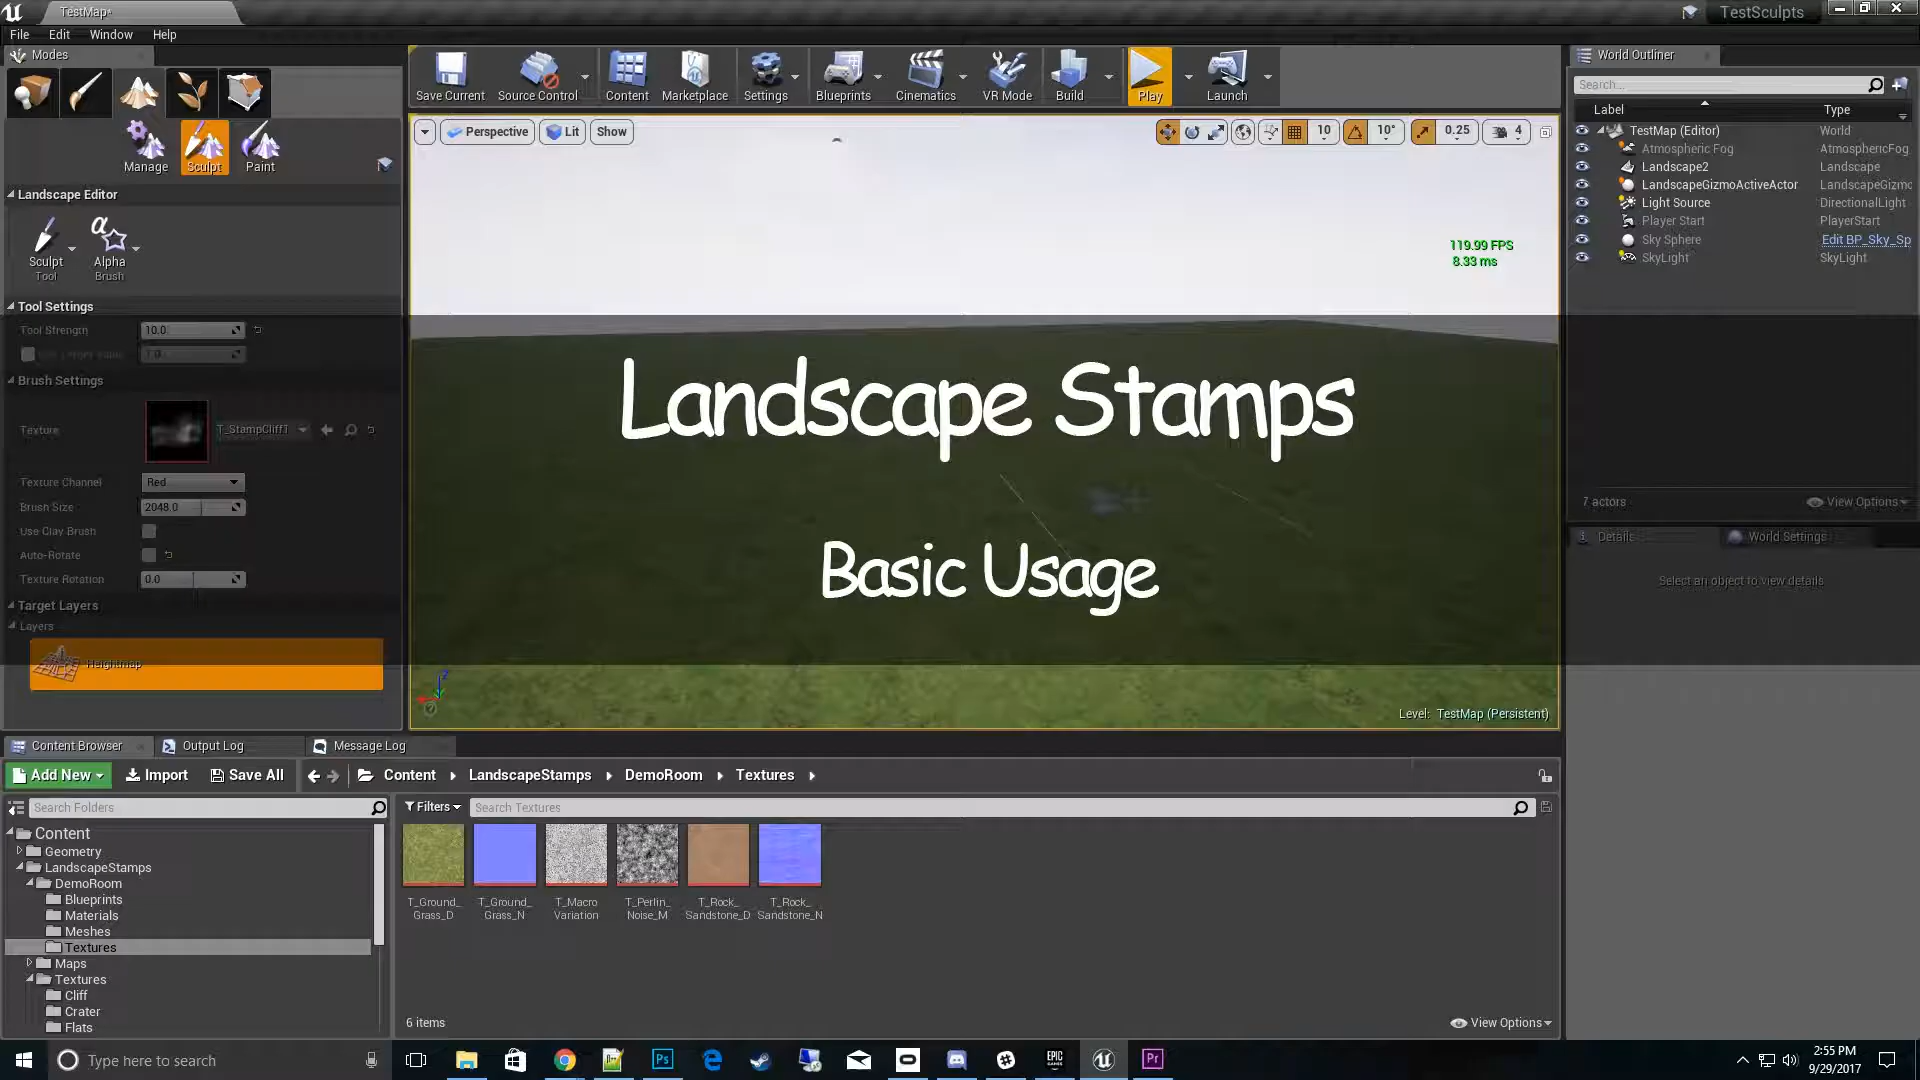 TestMap*
TestSculpts
File Edit Window Help
Modes
Save Current Source Control Content Marketplace Settings Blueprints Cinematics VR Mode Build Play Launch
World Outliner
Search...
Label Type
Manage Sculpt Paint
Perspective Lit Show
10 10° 0.25 4
TestMap (Editor) World
Atmospheric Fog AtmosphericFog
Landscape2 Landscape
LandscapeGizmoActiveActor LandscapeGizmo
Light Source DirectionalLight
Player Start PlayerStart
Sky Sphere Edit BP_Sky_Sp
SkyLight SkyLight
Landscape Editor
Sculpt Alpha
Tool Brush
119.99 FPS
8.33 ms
Tool Settings
Tool Strength 10.0
1.0
Brush Settings
Texture T_StampCliff1
Texture Channel Red
Brush Size 2048.0
Use Clay Brush
Auto-Rotate
Texture Rotation 0.0
Target Layers
Layers
Heightmap
Landscape Stamps
Basic Usage
7 actors View Options
Details World Settings
Select an object to view details
Level: TestMap (Persistent)
Content Browser Output Log Message Log
Add New Import Save All Content LandscapeStamps DemoRoom Textures
Search Folders
Filters Search Textures
Content
Geometry
LandscapeStamps
DemoRoom
Blueprints
Materials
Meshes
Textures
Maps
Textures
Cliff
Crater
Flats
T_Ground_
Grass_D
T_Ground_
Grass_N
T_Macro
Variation
T_Perlin_
Noise_M
T_Rock_
Sandstone_D
T_Rock_
Sandstone_N
6 items View Options
Type here to search
Ps
EPIC
GAMES
Pr
2:55 PM
9/29/2017